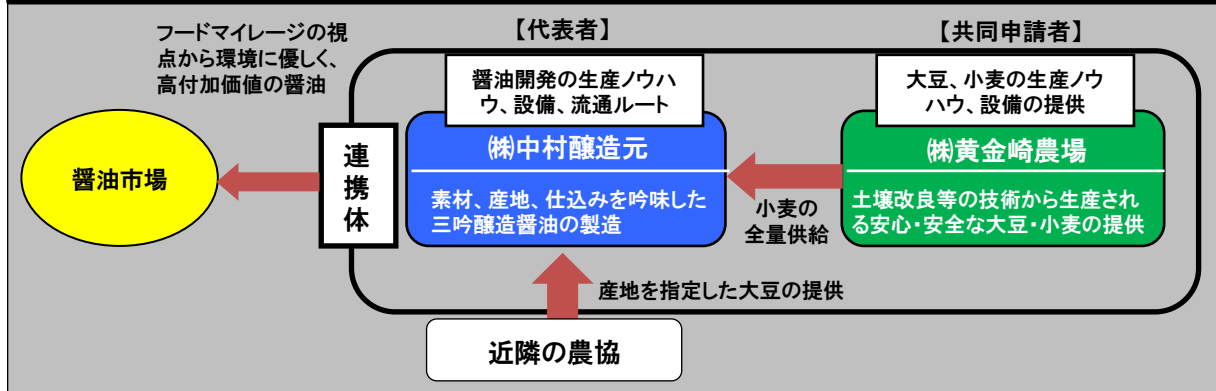 フードマイレージの視
点から環境に優しく、
高付加価値の醤油
醤油市場
連
携
体
【代表者】
醤油開発の生産ノウハ
ウ、設備、流通ルート
㈱中村醸造元
素材、産地、仕込みを吟味した
三吟醸造醤油の製造
小麦の
全量供給
【共同申請者】
大豆、小麦の生産ノウ
ハウ、設備の提供
㈱黄金崎農場
土壌改良等の技術から生産され
る安心・安全な大豆・小麦の提供
産地を指定した大豆の提供
近隣の農協